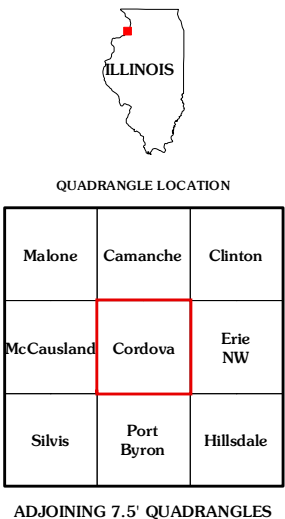 ILLINOIS
QUADRANGLE LOCATION
Malone Camanche Clinton
McCausland Cordova Erie
NW
Silvis Port
Byron Hillsdale
ADJOINING 7.5' QUADRANGLES